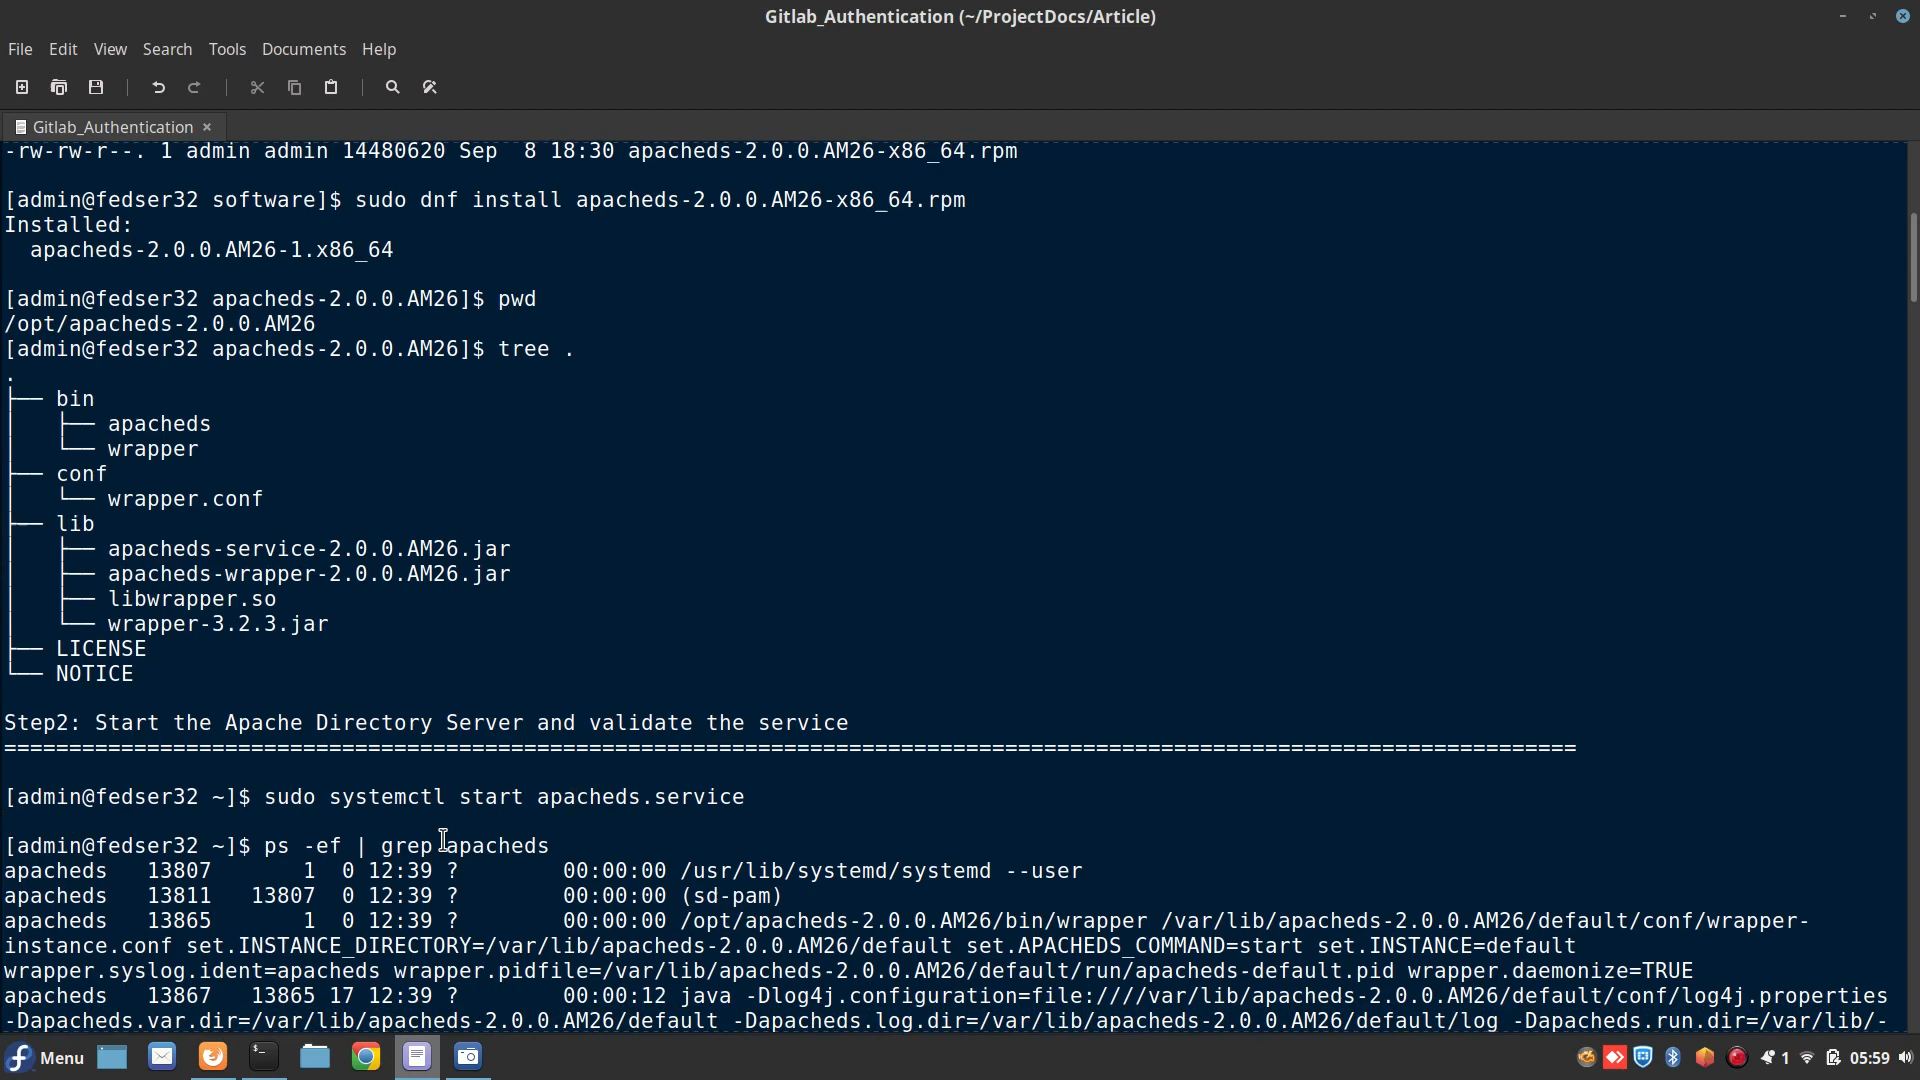 Gitlab_Authentication (~/ProjectDocs/Article)
File Edit View Search Tools Documents Help
Gitlab_Authentication ×
-rw-rw-r--. 1 admin admin 14480620 Sep  8 18:30 apacheds-2.0.0.AM26-x86_64.rpm
[admin@fedser32 software]$ sudo dnf install apacheds-2.0.0.AM26-x86_64.rpm
Installed:
  apacheds-2.0.0.AM26-1.x86_64
[admin@fedser32 apacheds-2.0.0.AM26]$ pwd
/opt/apacheds-2.0.0.AM26
[admin@fedser32 apacheds-2.0.0.AM26]$ tree .
.
├── bin
│   ├── apacheds
│   └── wrapper
├── conf
│   └── wrapper.conf
├── lib
│   ├── apacheds-service-2.0.0.AM26.jar
│   ├── apacheds-wrapper-2.0.0.AM26.jar
│   ├── libwrapper.so
│   └── wrapper-3.2.3.jar
├── LICENSE
└── NOTICE
Step2: Start the Apache Directory Server and validate the service
=========================================================================================================================
[admin@fedser32 ~]$ sudo systemctl start apacheds.service
[admin@fedser32 ~]$ ps -ef | grep apacheds
apacheds   13807       1  0 12:39 ?        00:00:00 /usr/lib/systemd/systemd --user
apacheds   13811   13807  0 12:39 ?        00:00:00 (sd-pam)
apacheds   13865       1  0 12:39 ?        00:00:00 /opt/apacheds-2.0.0.AM26/bin/wrapper /var/lib/apacheds-2.0.0.AM26/default/conf/wrapper-
instance.conf set.INSTANCE_DIRECTORY=/var/lib/apacheds-2.0.0.AM26/default set.APACHEDS_COMMAND=start set.INSTANCE=default
wrapper.syslog.ident=apacheds wrapper.pidfile=/var/lib/apacheds-2.0.0.AM26/default/run/apacheds-default.pid wrapper.daemonize=TRUE
apacheds   13867   13865 17 12:39 ?        00:00:12 java -Dlog4j.configuration=file:////var/lib/apacheds-2.0.0.AM26/default/conf/log4j.properties
-Dapacheds.var.dir=/var/lib/apacheds-2.0.0.AM26/default -Dapacheds.log.dir=/var/lib/apacheds-2.0.0.AM26/default/log -Dapacheds.run.dir=/var/lib/-
Menu 1 05:59